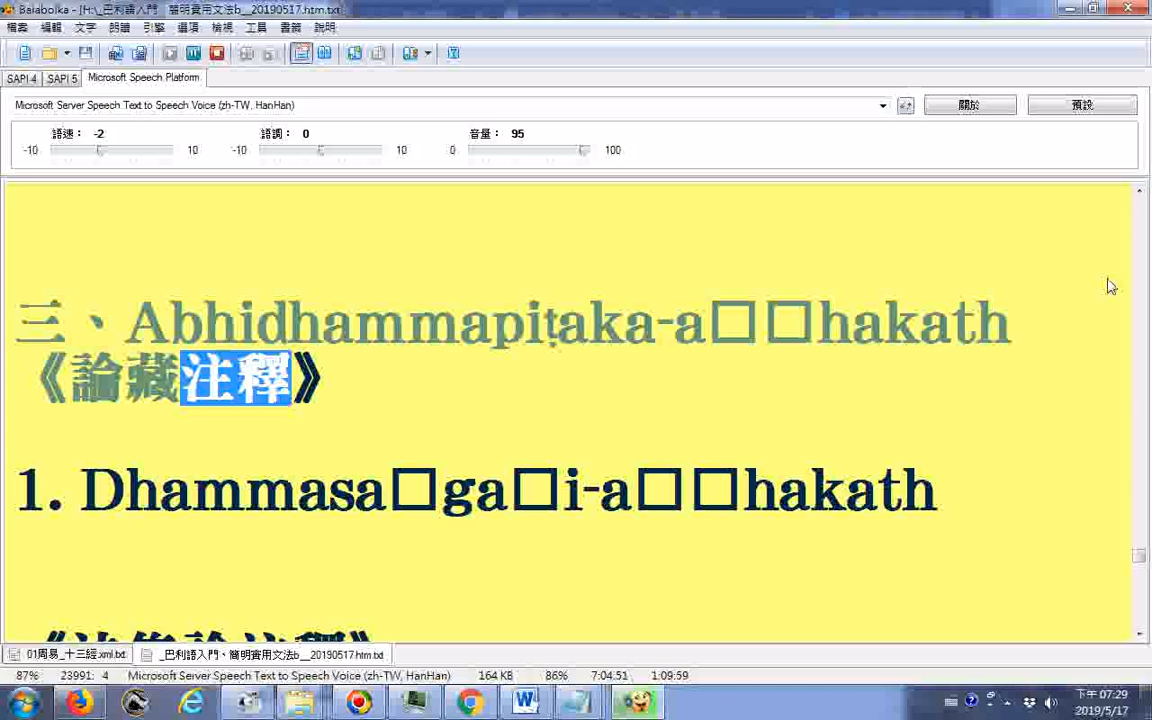 Balabolka - [H:\_巴利語入門、簡明實用文法b__20190517.htm.txt]
檔案 編輯 文字 朗讀 引擎 選項 檢視 工具 書籤 說明
SAPI 4 SAPI 5 Microsoft Speech Platform
Microsoft Server Speech Text to Speech Voice (zh-TW, HanHan) 關於 預設
語速： -2 語調： 0 音量： 95
-10 10 -10 10 0 100
三、Abhidhammapiṭaka-a□□hakath
《論藏注釋》
1. Dhammasa□ga□i-a□□hakath
01周易_十三經.xml.txt _巴利語入門、簡明實用文法b__20190517.htm.txt
87% 23991: 4 Microsoft Server Speech Text to Speech Voice (zh-TW, HanHan) 164 KB 86% 7:04:51 1:09:59
下午 07:29
2019/5/17